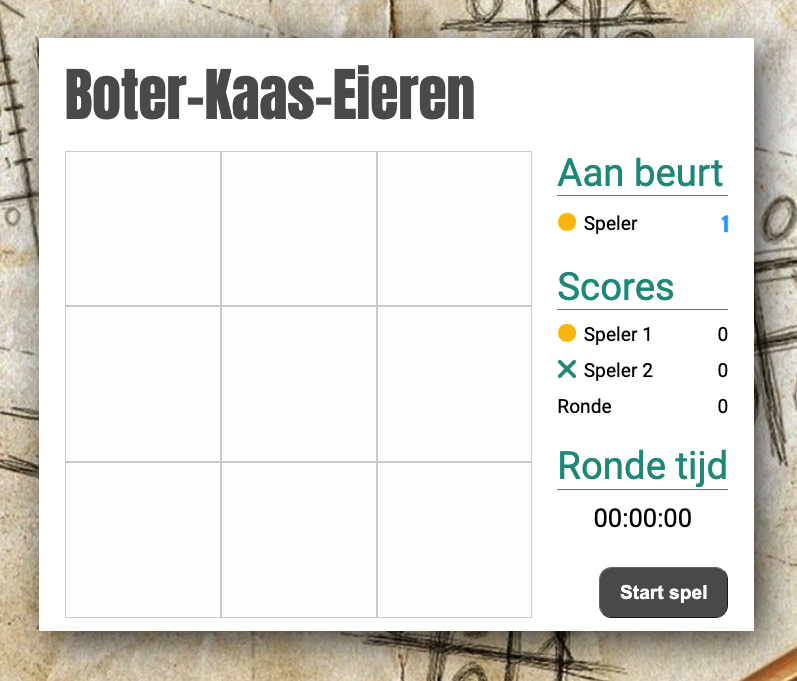 Boter-Kaas-Eieren
Aan beurt
Speler 1
Scores
Speler 1 0
Speler 2 0
Ronde 0
Ronde tijd
00:00:00
Start spel